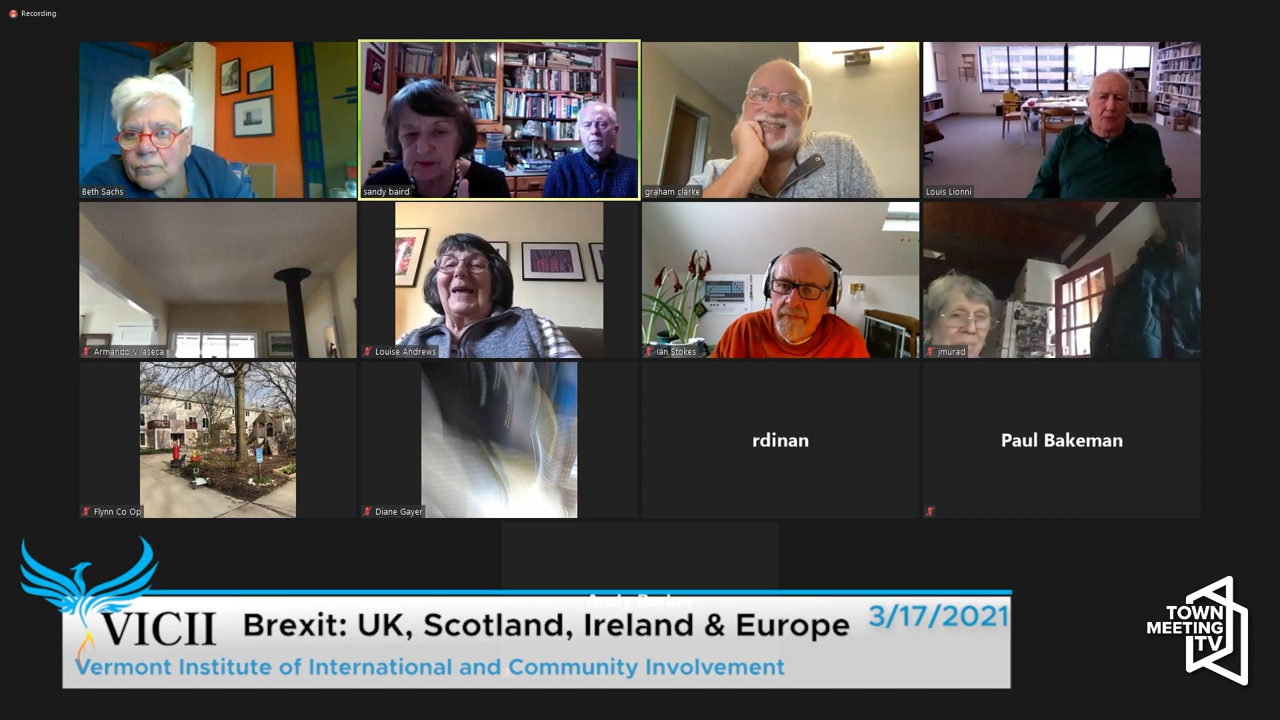 Recording
Beth Sachs
sandy baird
graham clarke
Louis Lionni
Armando Vilaseca
Louise Andrews
Ian Stokes
jmurad
Flynn Co Op
Diane Gayer
rdinan
Paul Bakeman
VICII
Brexit: UK, Scotland, Ireland & Europe
3/17/2021
Vermont Institute of International and Community Involvement
TOWN
MEETING
TV